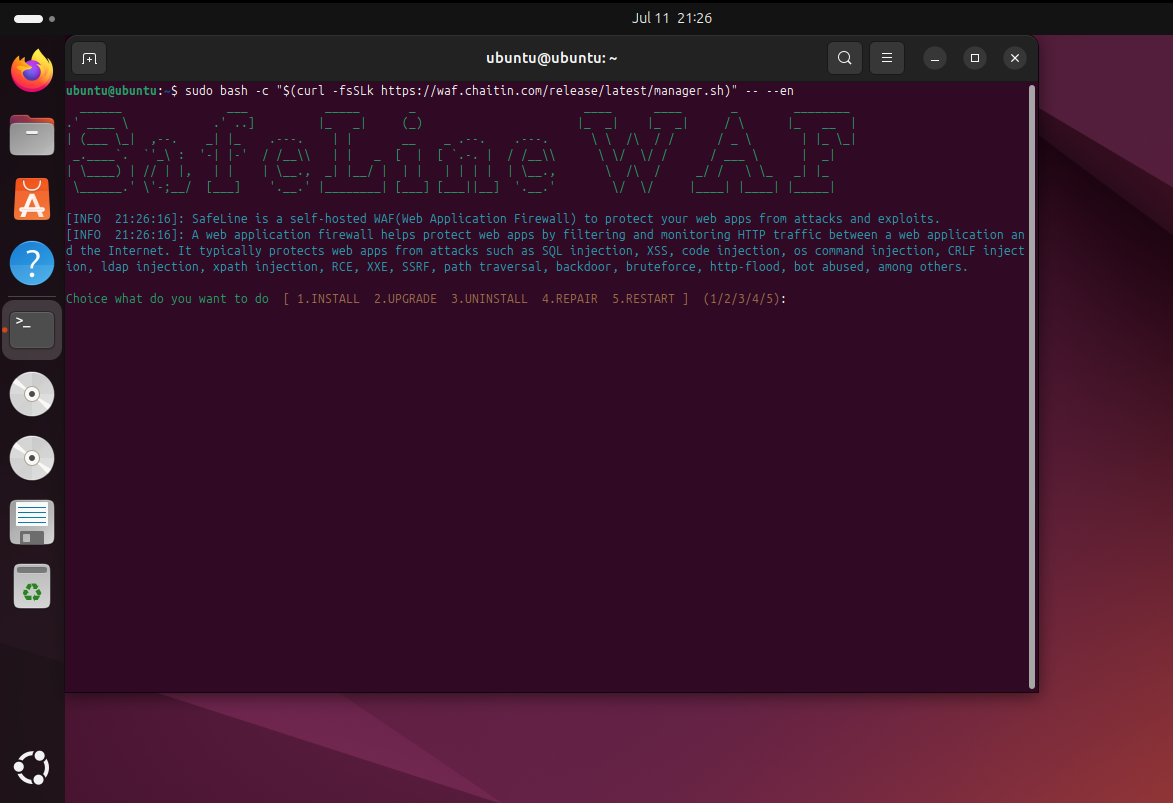 Jul 11 21:26
ubuntu@ubuntu: ~
ubuntu@ubuntu:~$ sudo bash -c "$(curl -fsSLk https://waf.chaitin.com/release/latest/manager.sh)" -- --en
SafeLine WAF
[INFO  21:26:16]: SafeLine is a self-hosted WAF(Web Application Firewall) to protect your web apps from attacks and exploits.
[INFO  21:26:16]: A web application firewall helps protect web apps by filtering and monitoring HTTP traffic between a web application an
d the Internet. It typically protects web apps from attacks such as SQL injection, XSS, code injection, os command injection, CRLF inject
ion, ldap injection, xpath injection, RCE, XXE, SSRF, path traversal, backdoor, bruteforce, http-flood, bot abused, among others.
Choice what do you want to do  [ 1.INSTALL  2.UPGRADE  3.UNINSTALL  4.REPAIR  5.RESTART ]  (1/2/3/4/5):